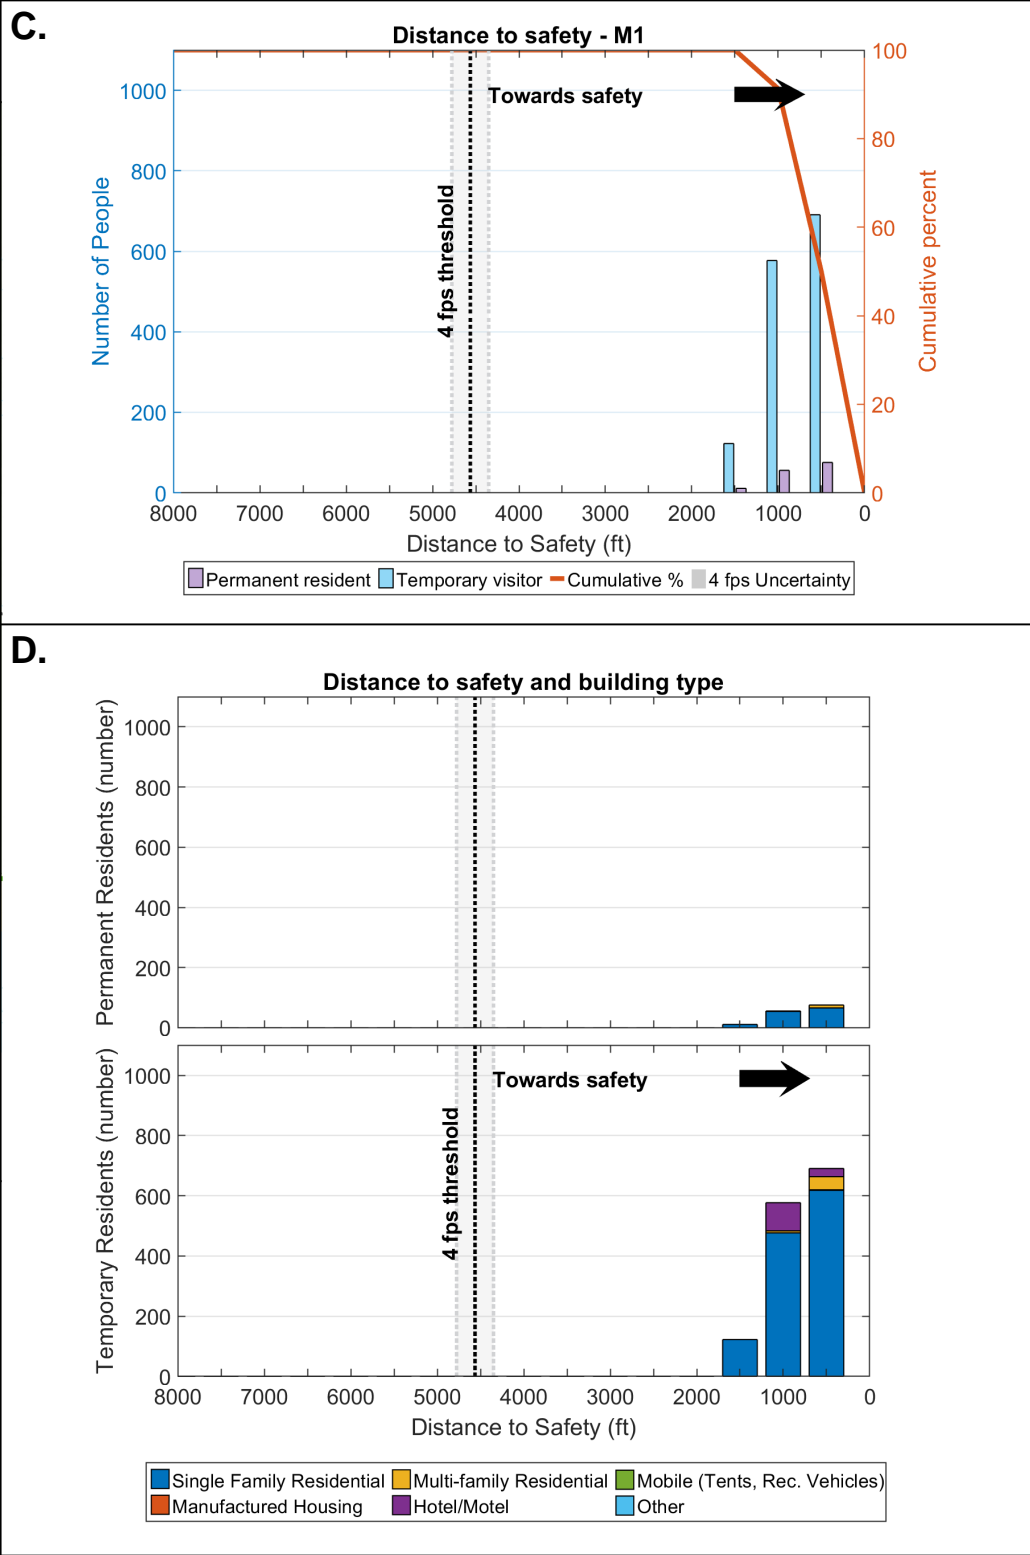 C.
Distance to safety - M1
1000
800
600
400
200
0
Number of People
100
80
60
40
20
0
Cumulative percent
Towards safety
4 fps threshold
8000 7000 6000 5000 4000 3000 2000 1000 0
Distance to Safety (ft)
Permanent resident Temporary visitor Cumulative % 4 fps Uncertainty
D.
Distance to safety and building type
1000
800
600
400
200
0
Permanent Residents (number)
1000
800
600
400
200
0
Temporary Residents (number)
Towards safety
4 fps threshold
8000 7000 6000 5000 4000 3000 2000 1000 0
Distance to Safety (ft)
Single Family Residential Multi-family Residential Mobile (Tents, Rec. Vehicles)
Manufactured Housing Hotel/Motel Other